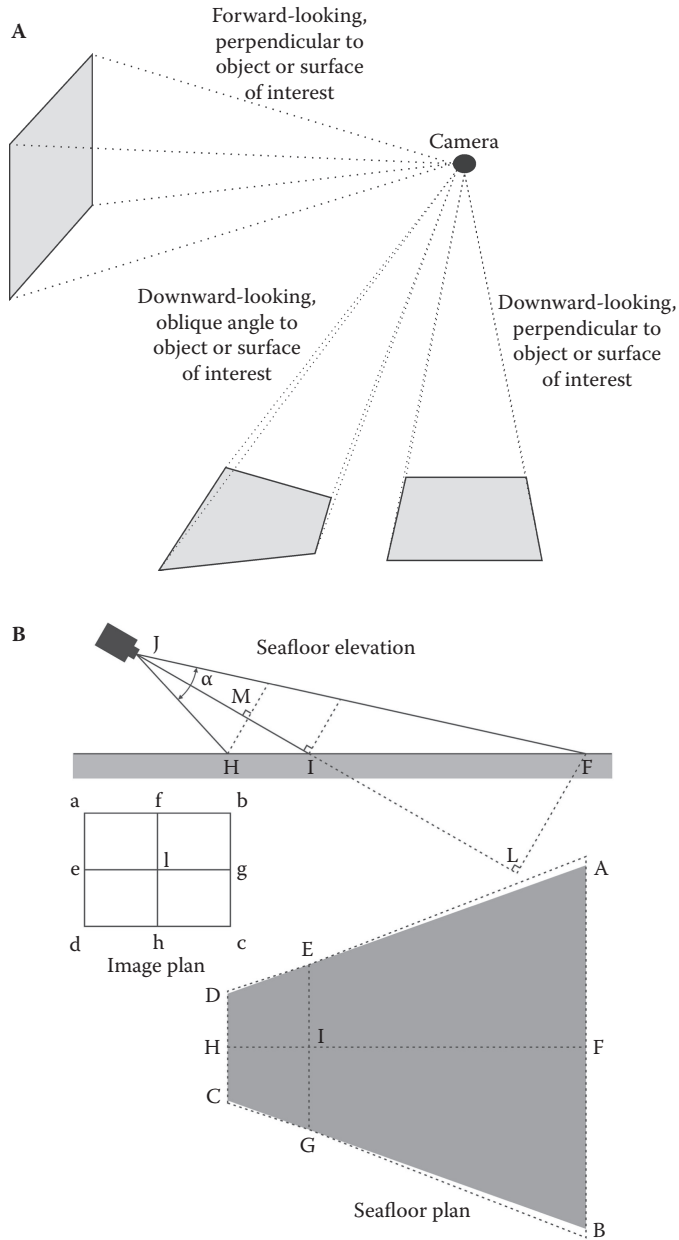 A
Forward-looking,
perpendicular to
object or surface
of interest
Camera
Downward-looking,
oblique angle to
object or surface
of interest
Downward-looking,
perpendicular to
object or surface
of interest
B
J
Seafloor elevation
α
M
H I F
a f b
L
A
e l g
d h c
Image plan
E
D
H I F
C
G
Seafloor plan
B